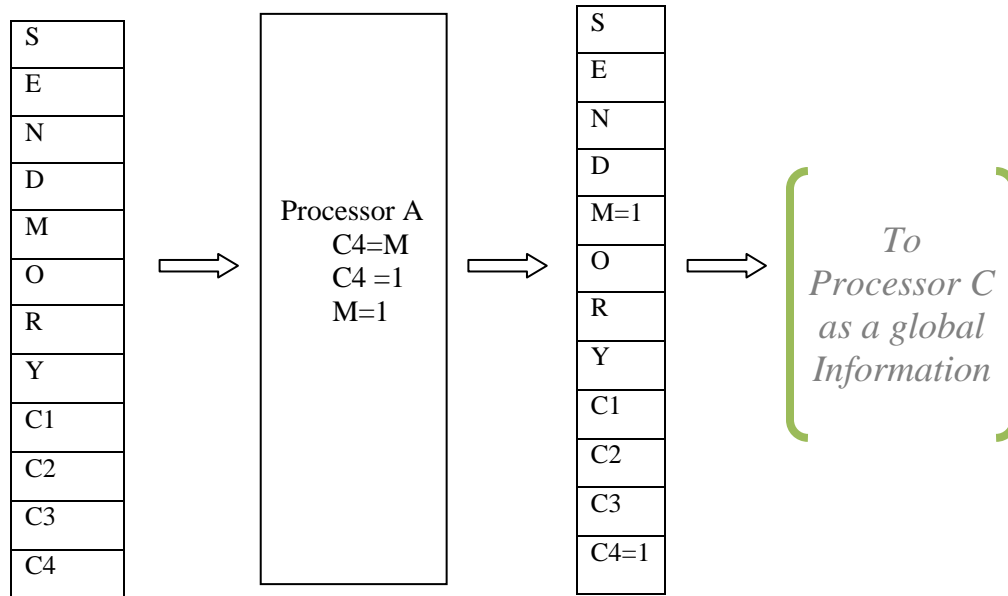 S
E
N
D
M
O
R
Y
C1
C2
C3
C4
Processor A
C4=M
C4 =1
M=1
S
E
N
D
M=1
O
R
Y
C1
C2
C3
C4=1
To
Processor C
as a global
Information